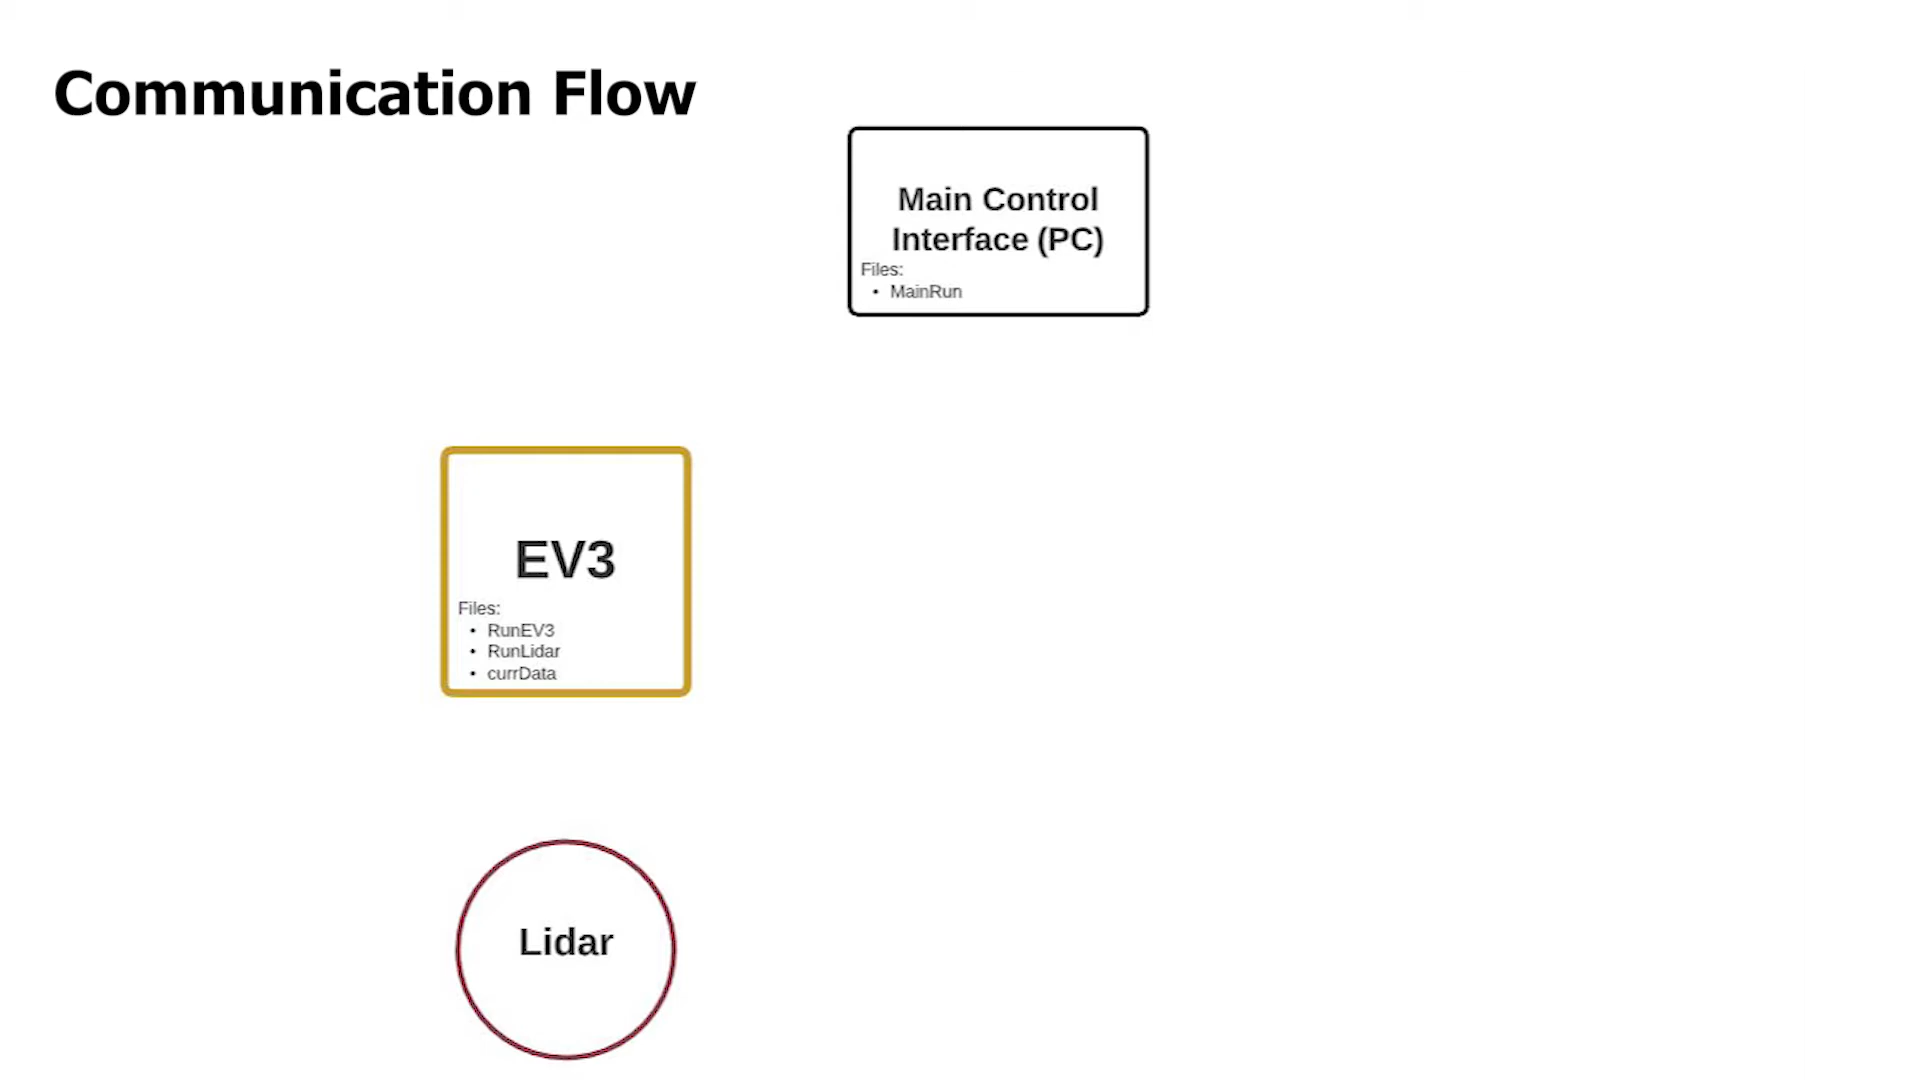 Communication Flow
Main Control
Interface (PC)
Files:
• MainRun
EV3
Files:
• RunEV3
• RunLidar
• currData
Lidar